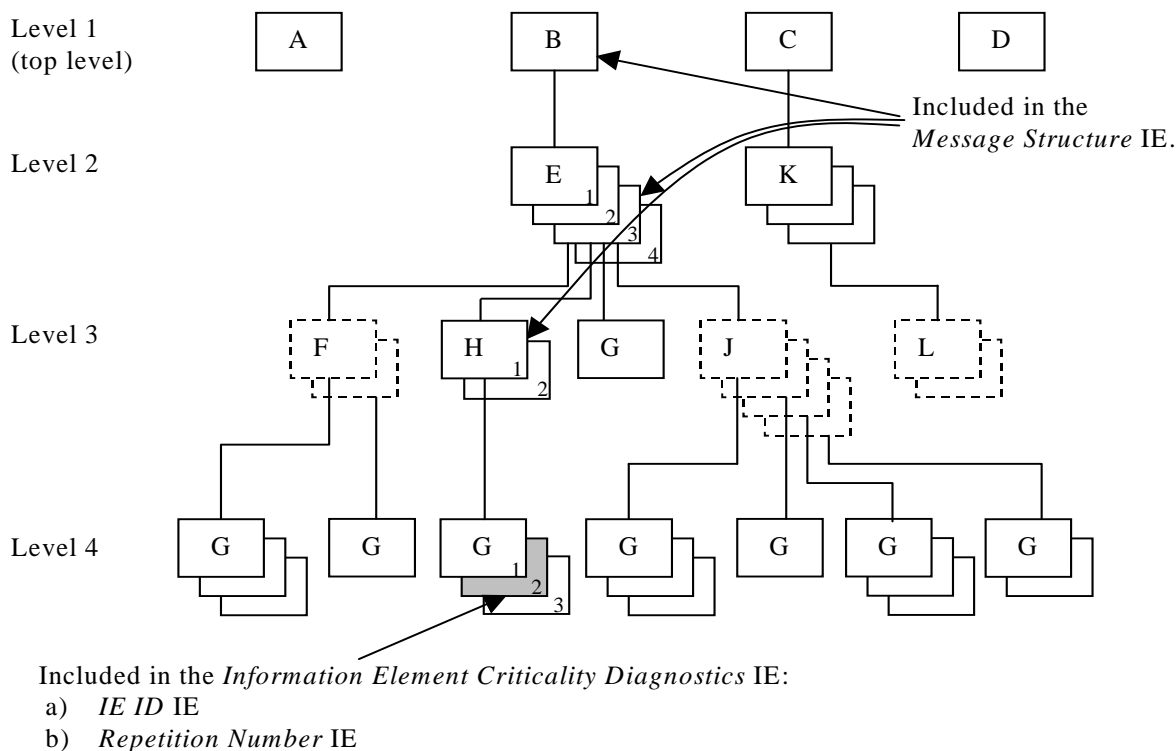 Level 1
(top level)
A
B
C
D
Included in the
Message Structure IE.
Level 2
E
1
2
3
4
K
Level 3
F
H
1
2
G
J
L
Level 4
G
G
G
1
2
3
G
G
G
G
Included in the Information Element Criticality Diagnostics IE:
a) IE ID IE
b) Repetition Number IE